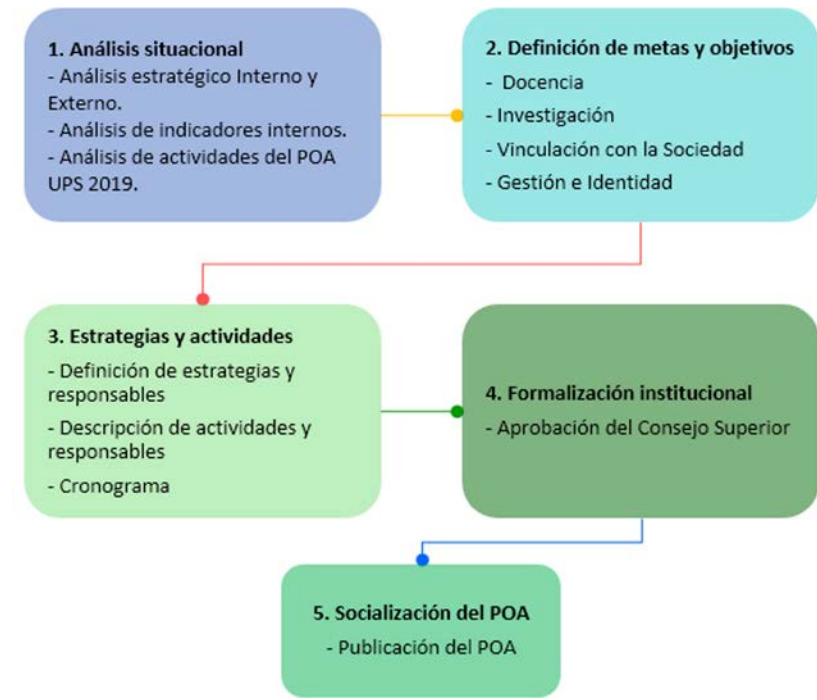 1. Análisis situacional
- Análisis estratégico Interno y
Externo.
- Análisis de indicadores internos.
- Análisis de actividades del POA
UPS 2019.
2. Definición de metas y objetivos
- Docencia
- Investigación
- Vinculación con la Sociedad
- Gestión e Identidad
3. Estrategias y actividades
- Definición de estrategias y
responsables
- Descripción de actividades y
responsables
- Cronograma
4. Formalización institucional
- Aprobación del Consejo Superior
5. Socialización del POA
- Publicación del POA